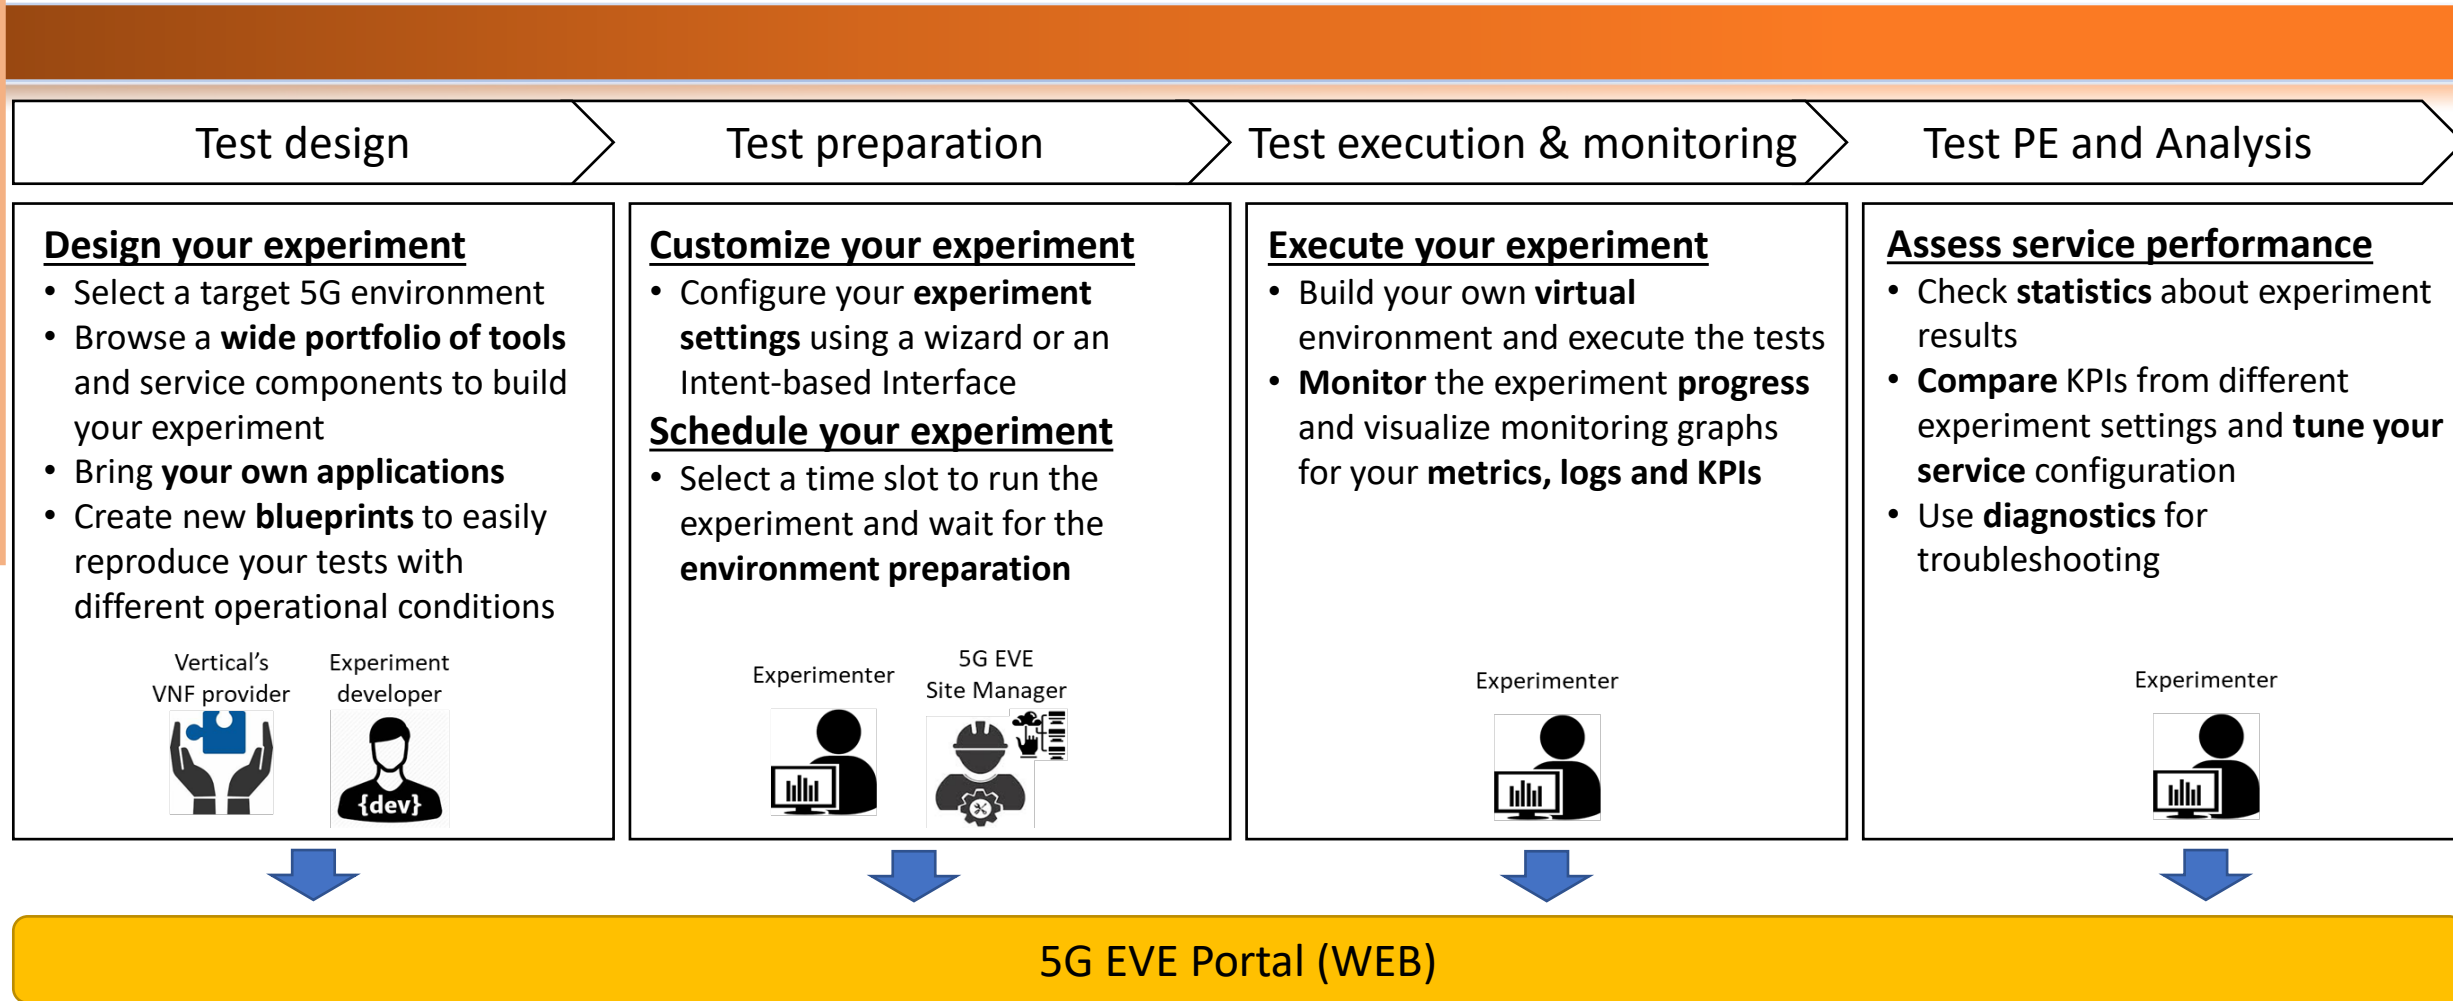 Test design
Test preparation
Test execution & monitoring
Test PE and Analysis
Design your experiment
• Select a target 5G environment
• Browse a wide portfolio of tools
and service components to build
your experiment
• Bring your own applications
• Create new blueprints to easily
reproduce your tests with
different operational conditions
Vertical's
VNF provider
Experiment
developer
{dev}
Customize your experiment
• Configure your experiment
settings using a wizard or an
Intent-based Interface
Schedule your experiment
• Select a time slot to run the
experiment and wait for the
environment preparation
Experimenter
5G EVE
Site Manager
Execute your experiment
• Build your own virtual
environment and execute the tests
• Monitor the experiment progress
and visualize monitoring graphs
for your metrics, logs and KPIs
Experimenter
Assess service performance
• Check statistics about experiment
results
• Compare KPIs from different
experiment settings and tune your
service configuration
• Use diagnostics for
troubleshooting
Experimenter
5G EVE Portal (WEB)